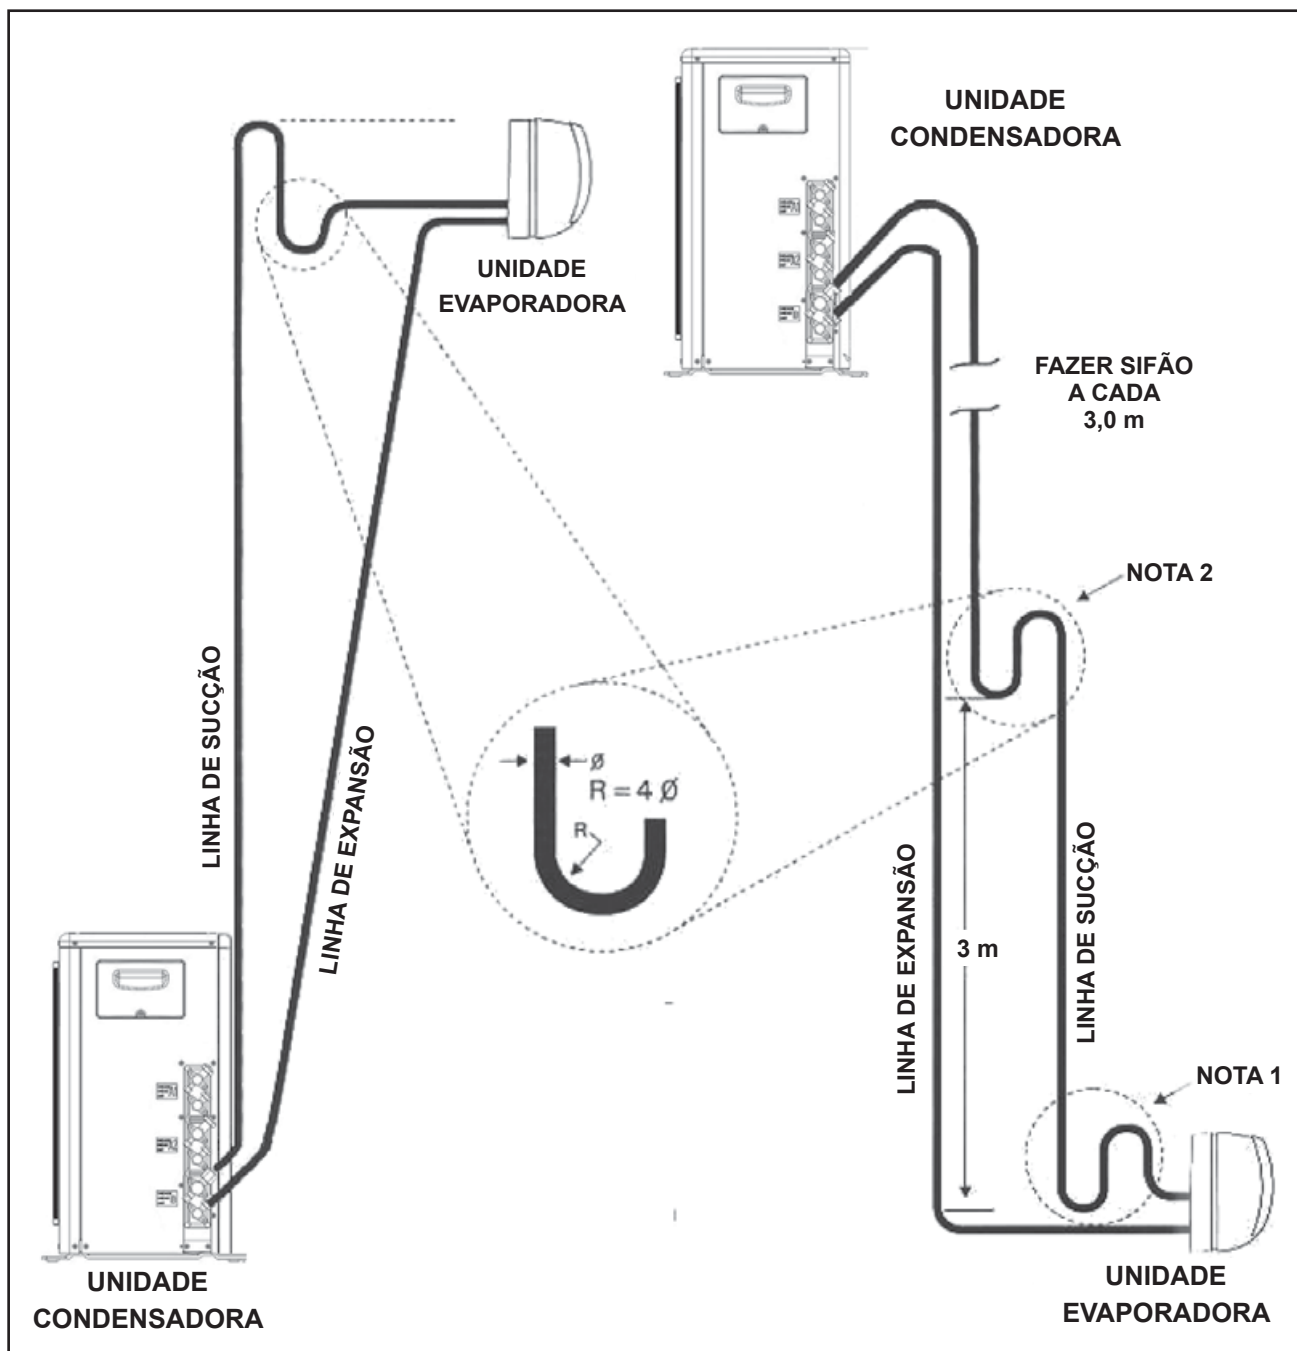 UNIDADE
CONDENSADORA
UNIDADE
EVAPORADORA
FAZER SIFÃO
A CADA
3,0 m
NOTA 2
LINHA DE SUCÇÃO
LINHA DE EXPANSÃO
Ø
R = 4 Ø
R
LINHA DE EXPANSÃO
3 m
LINHA DE SUCÇÃO
NOTA 1
UNIDADE
CONDENSADORA
UNIDADE
EVAPORADORA